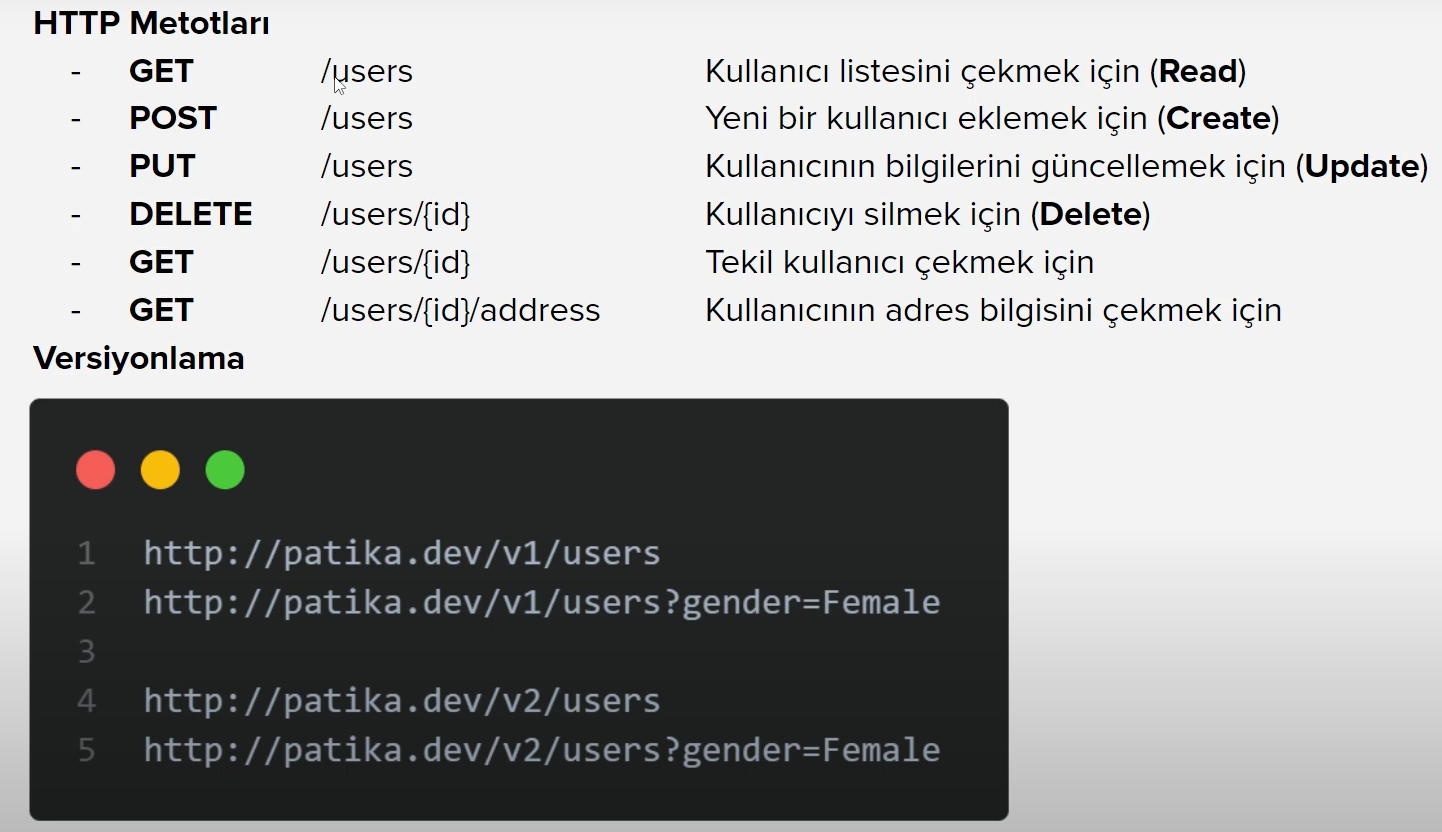 HTTP Metotları
- GET /users Kullanıcı listesini çekmek için (Read)
- POST /users Yeni bir kullanıcı eklemek için (Create)
- PUT /users Kullanıcının bilgilerini güncellemek için (Update)
- DELETE /users/{id} Kullanıcıyı silmek için (Delete)
- GET /users/{id} Tekil kullanıcı çekmek için
- GET /users/{id}/address Kullanıcının adres bilgisini çekmek için
Versiyonlama
1 http://patika.dev/v1/users
2 http://patika.dev/v1/users?gender=Female
3
4 http://patika.dev/v2/users
5 http://patika.dev/v2/users?gender=Female